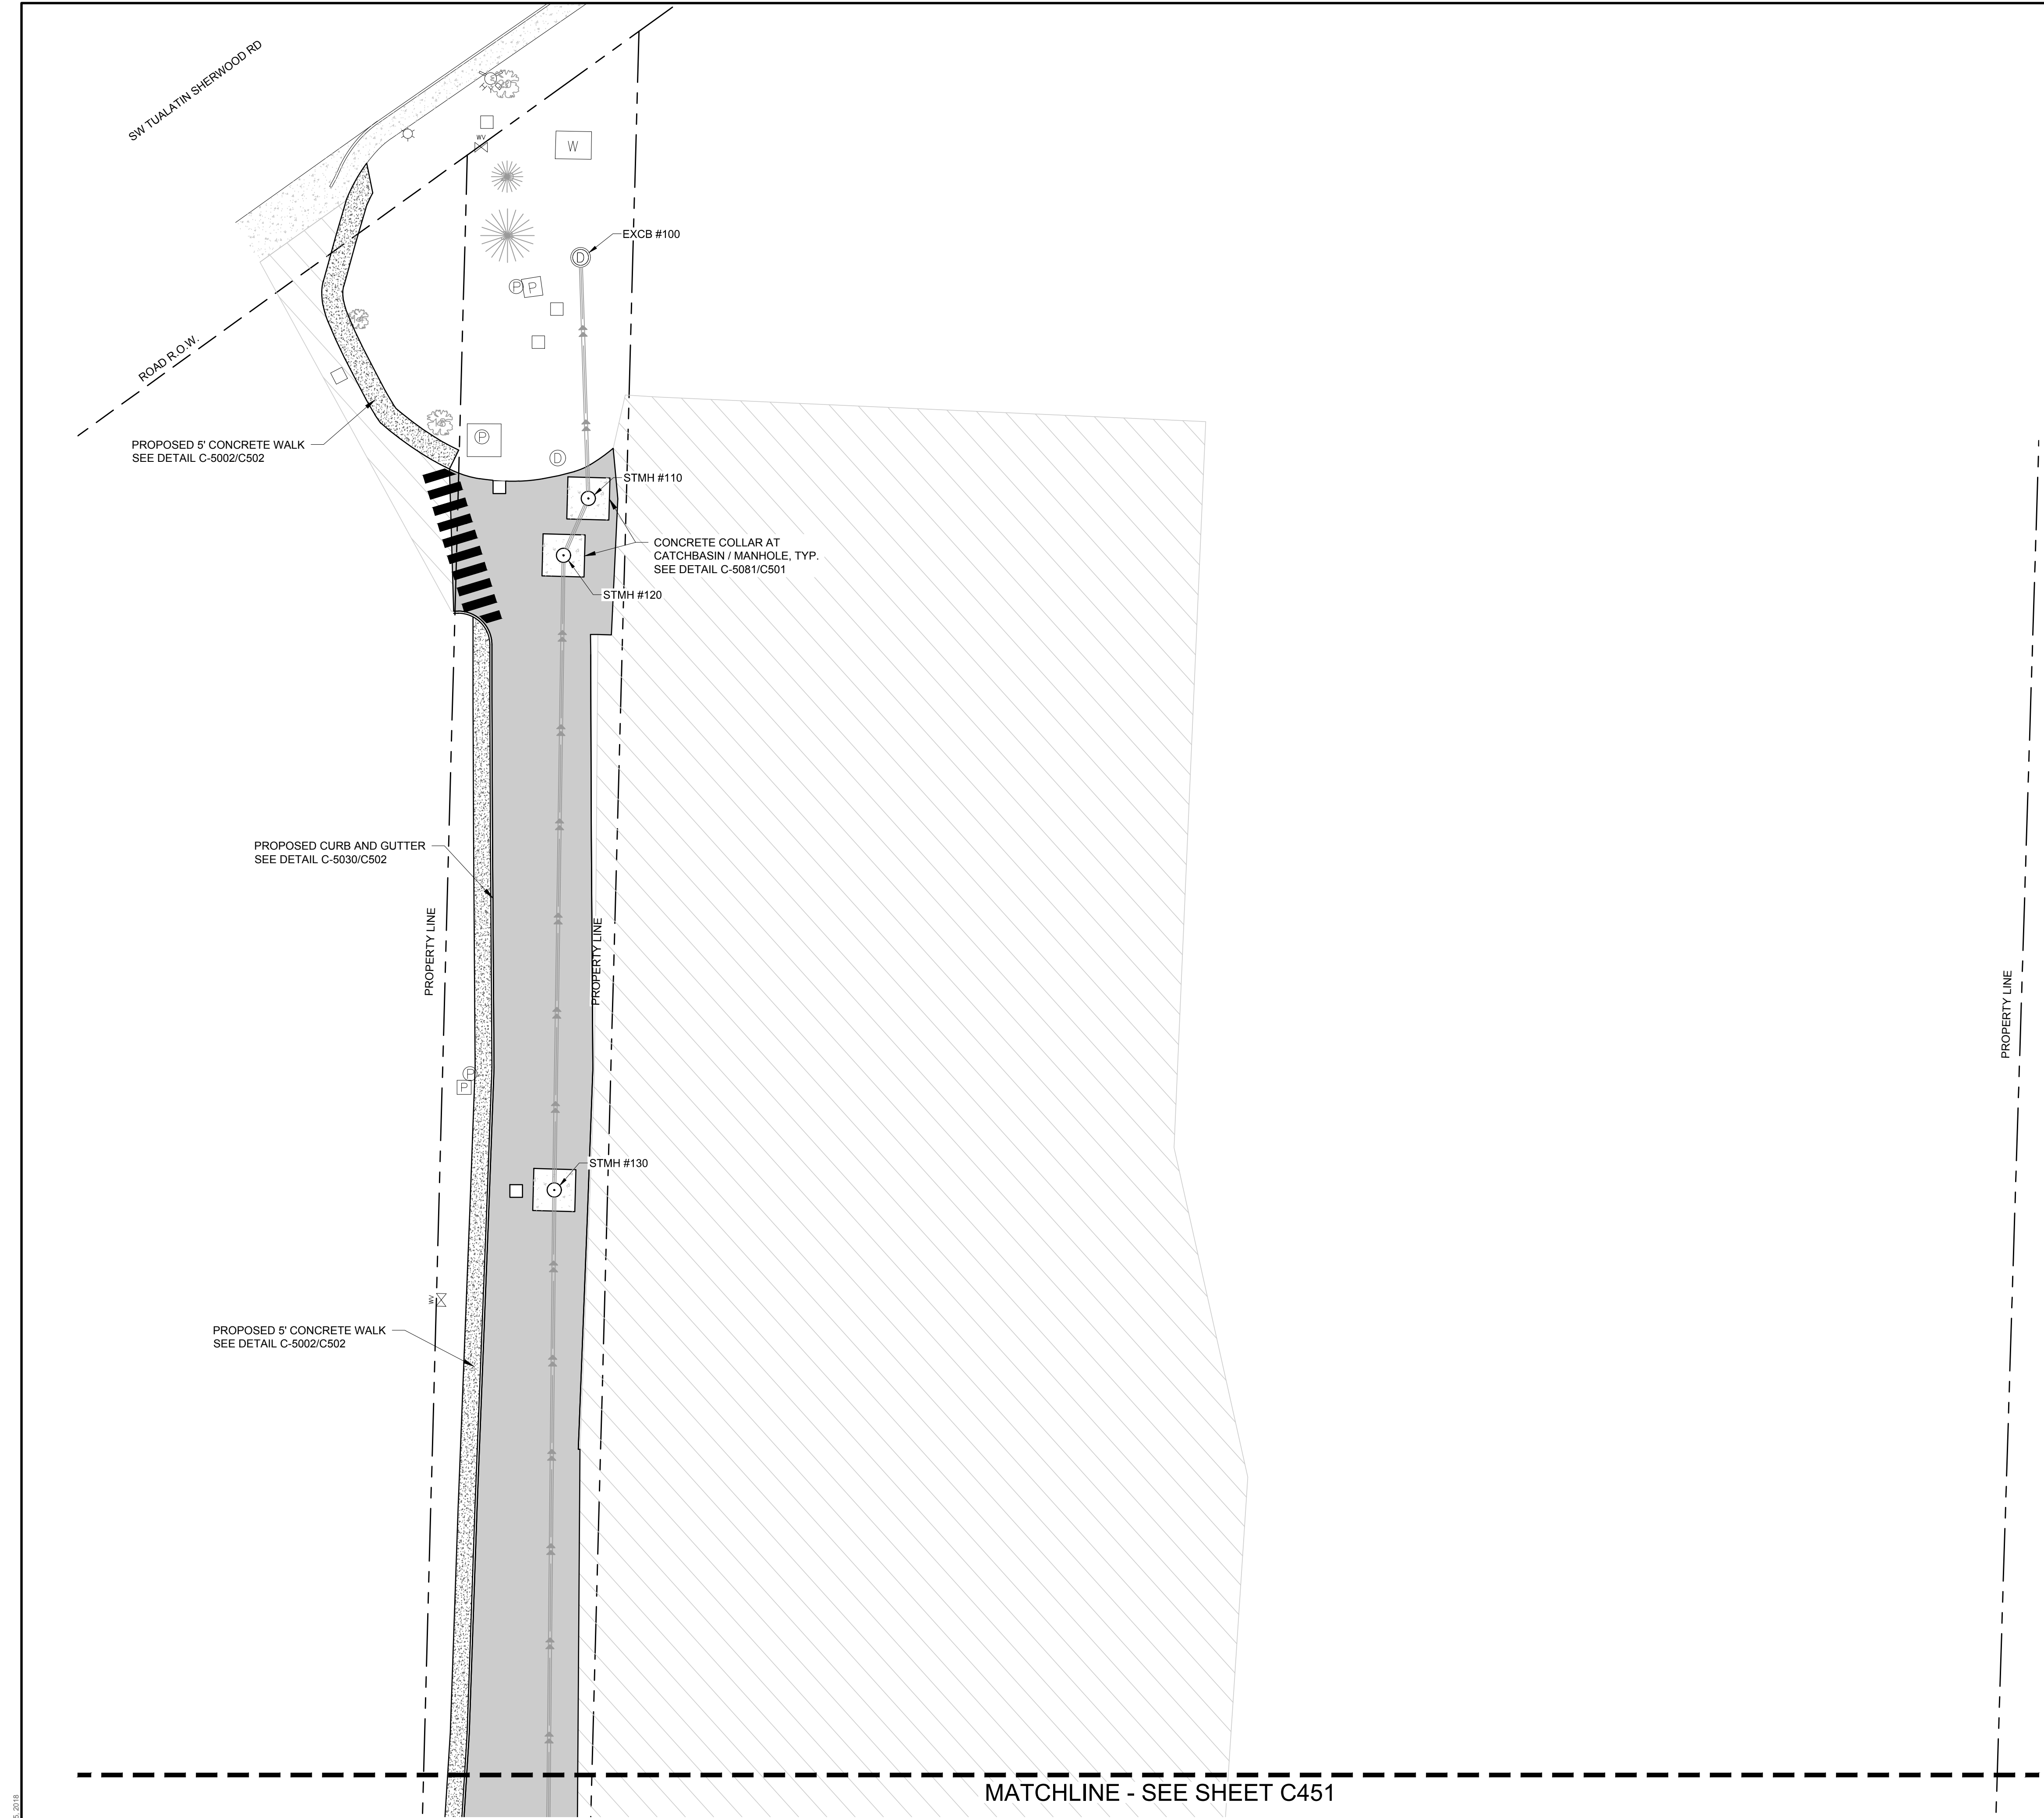 SW TUALATIN SHERWOOD RD
WV
W
EXCB #100
D
P P
ROAD R.O.W.
PROPOSED 5' CONCRETE WALK
SEE DETAIL C-5002/C502
P
D
STMH #110
CONCRETE COLLAR AT
CATCHBASIN / MANHOLE, TYP.
SEE DETAIL C-5081/C501
STMH #120
PROPOSED CURB AND GUTTER
SEE DETAIL C-5030/C502
PROPERTY LINE
PROPERTY LINE
PROPERTY LINE
P
P
STMH #130
WV
PROPOSED 5' CONCRETE WALK
SEE DETAIL C-5002/C502
MATCHLINE - SEE SHEET C451
2018